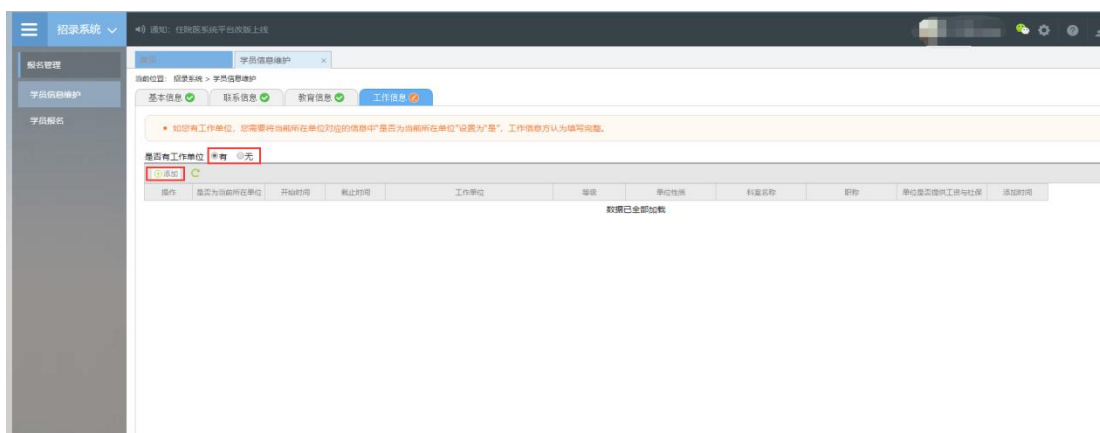 招录系统
通知：住院医系统平台改版上线
报名管理
学员信息维护
学员报名
首页
学员信息维护 ×
当前位置： 招录系统 > 学员信息维护
基本信息 联系信息 教育信息 工作信息
• 如您有工作单位，您需要将当前所在单位对应的信息中"是否为当前所在单位"设置为"是"，工作信息方认为填写完整。
是否有工作单位 有 无
添加
操作 是否为当前所在单位 开始时间 截止时间 工作单位 等级 单位性质 科室名称 职称 单位是否提供工资与社保 添加时间
数据已全部加载